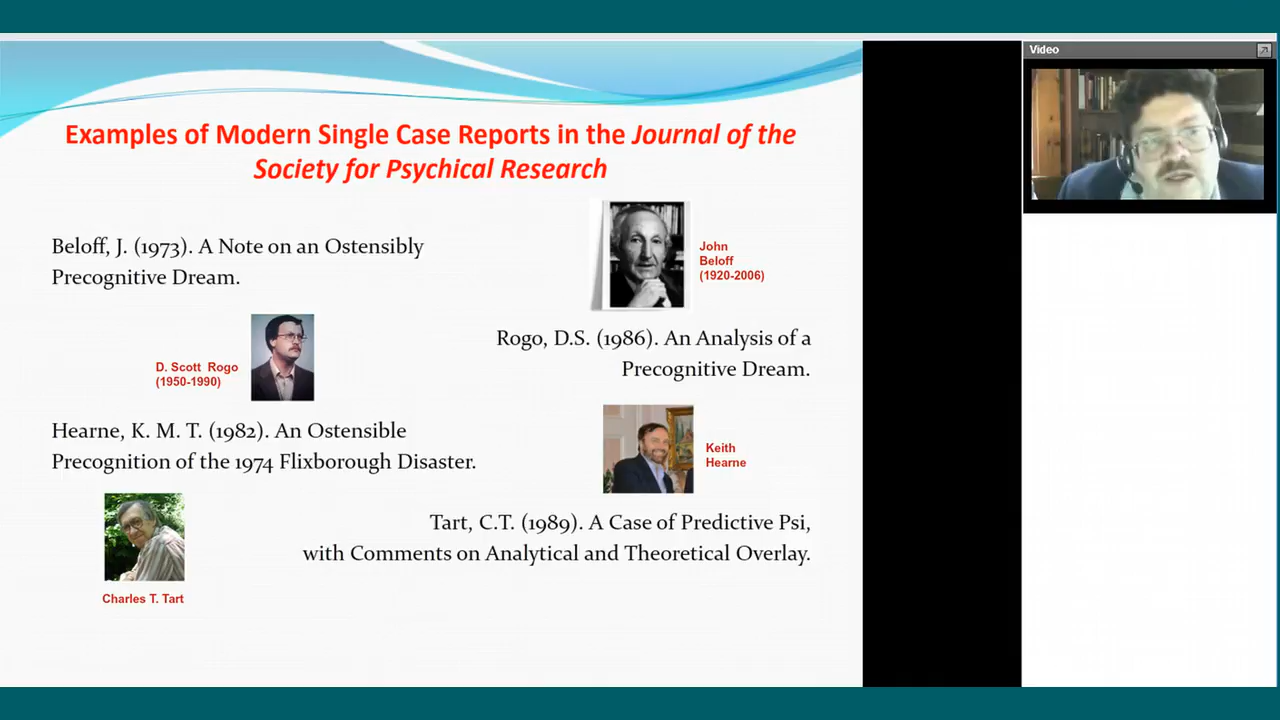 Video
Examples of Modern Single Case Reports in the Journal of the
Society for Psychical Research
Beloff, J. (1973). A Note on an Ostensibly
Precognitive Dream.
John
Beloff
(1920-2006)
Rogo, D.S. (1986). An Analysis of a
Precognitive Dream.
D. Scott Rogo
(1950-1990)
Hearne, K. M. T. (1982). An Ostensible
Precognition of the 1974 Flixborough Disaster.
Keith
Hearne
Tart, C.T. (1989). A Case of Predictive Psi,
with Comments on Analytical and Theoretical Overlay.
Charles T. Tart